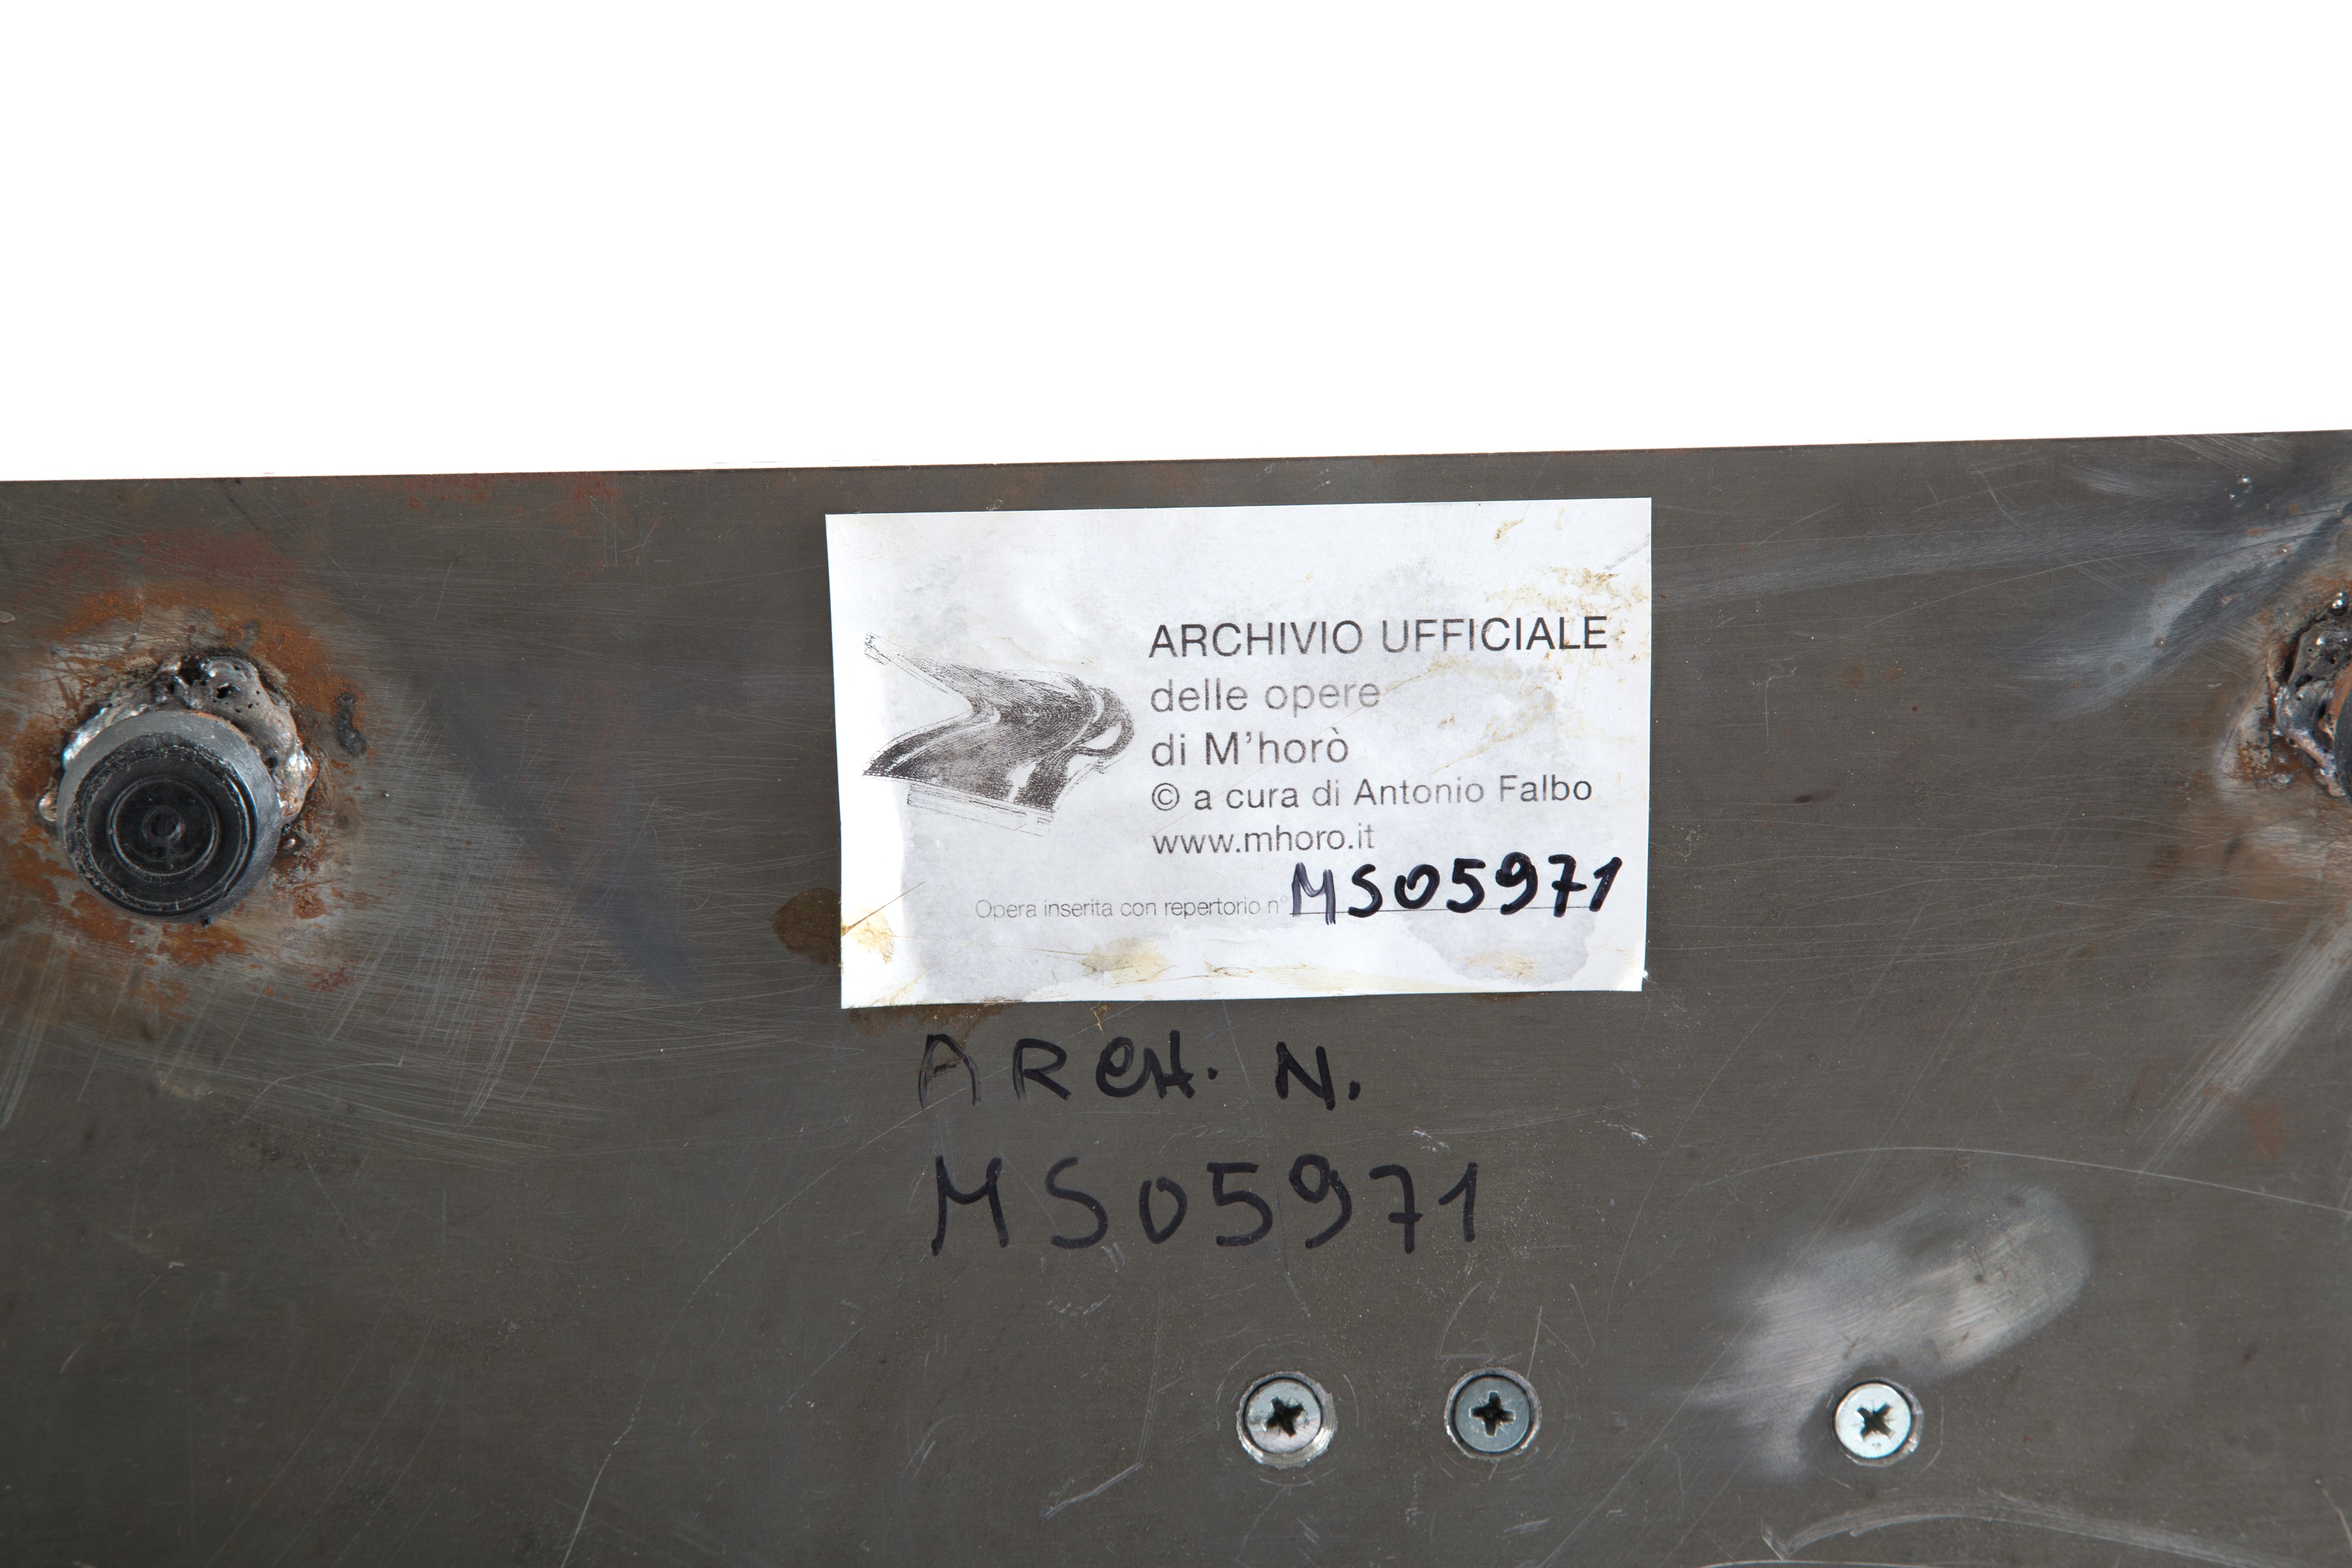 ARCHIVIO UFFICIALE
delle opere
di M'horò
© a cura di Antonio Falbo
www.mhoro.it
Opera inserita con repertorio n° MS05971
ARCH. N.
MS05971